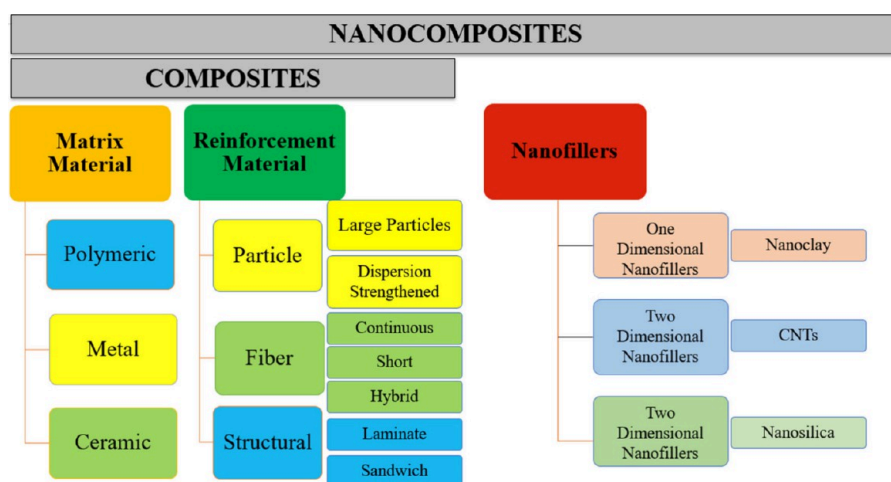 NANOCOMPOSITES
COMPOSITES
Matrix
Material
Polymeric
Metal
Ceramic
Reinforcement
Material
Particle
Large Particles
Dispersion
Strengthened
Fiber
Continuous
Short
Hybrid
Structural
Laminate
Sandwich
Nanofillers
One
Dimensional
Nanofillers
Nanoclay
Two
Dimensional
Nanofillers
CNTs
Two
Dimensional
Nanofillers
Nanosilica